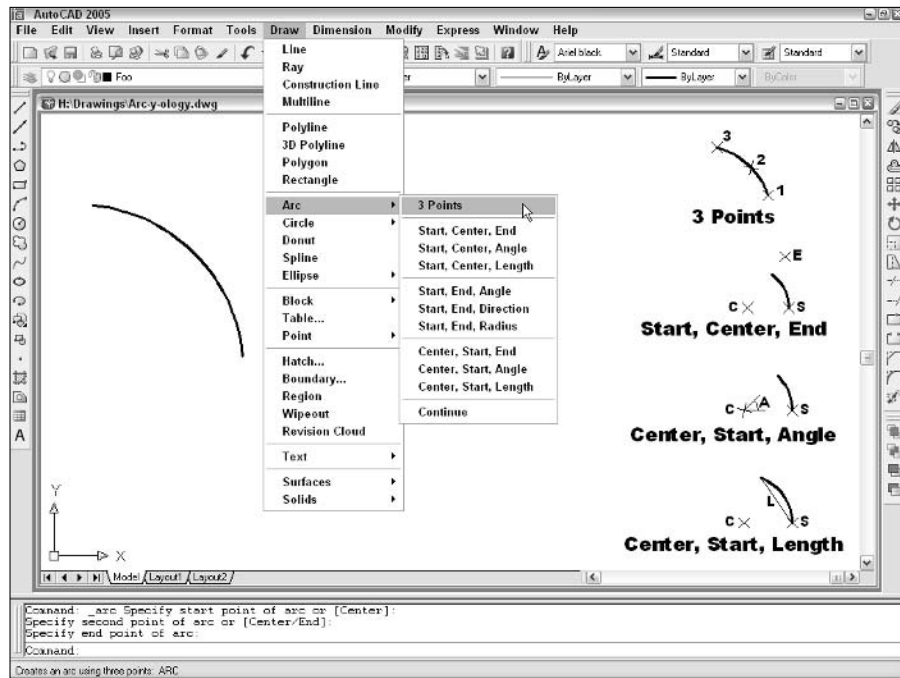 AutoCAD 2005
File Edit View Insert Format Tools Draw Dimension Modify Express Window Help
Ariel black Standard Standard
Foo ByLayer ByLayer ByColor
H:\Drawings\Arc-y-ology.dwg
Line
Ray
Construction Line
Multiline
Polyline
3D Polyline
Polygon
Rectangle
Arc
Circle
Donut
Spline
Ellipse
Block
Table...
Point
Hatch...
Boundary...
Region
Wipeout
Revision Cloud
Text
Surfaces
Solids
3 Points
Start, Center, End
Start, Center, Angle
Start, Center, Length
Start, End, Angle
Start, End, Direction
Start, End, Radius
Center, Start, End
Center, Start, Angle
Center, Start, Length
Continue
3
2
1
3 Points
E
C S
Start, Center, End
C A S
Center, Start, Angle
L
C S
Center, Start, Length
A
Y
X
Model Layout1 Layout2
Command: _arc Specify start point of arc or [Center]:
Specify second point of arc or [Center/End]:
Specify end point of arc:
Command:
Creates an arc using three points: ARC